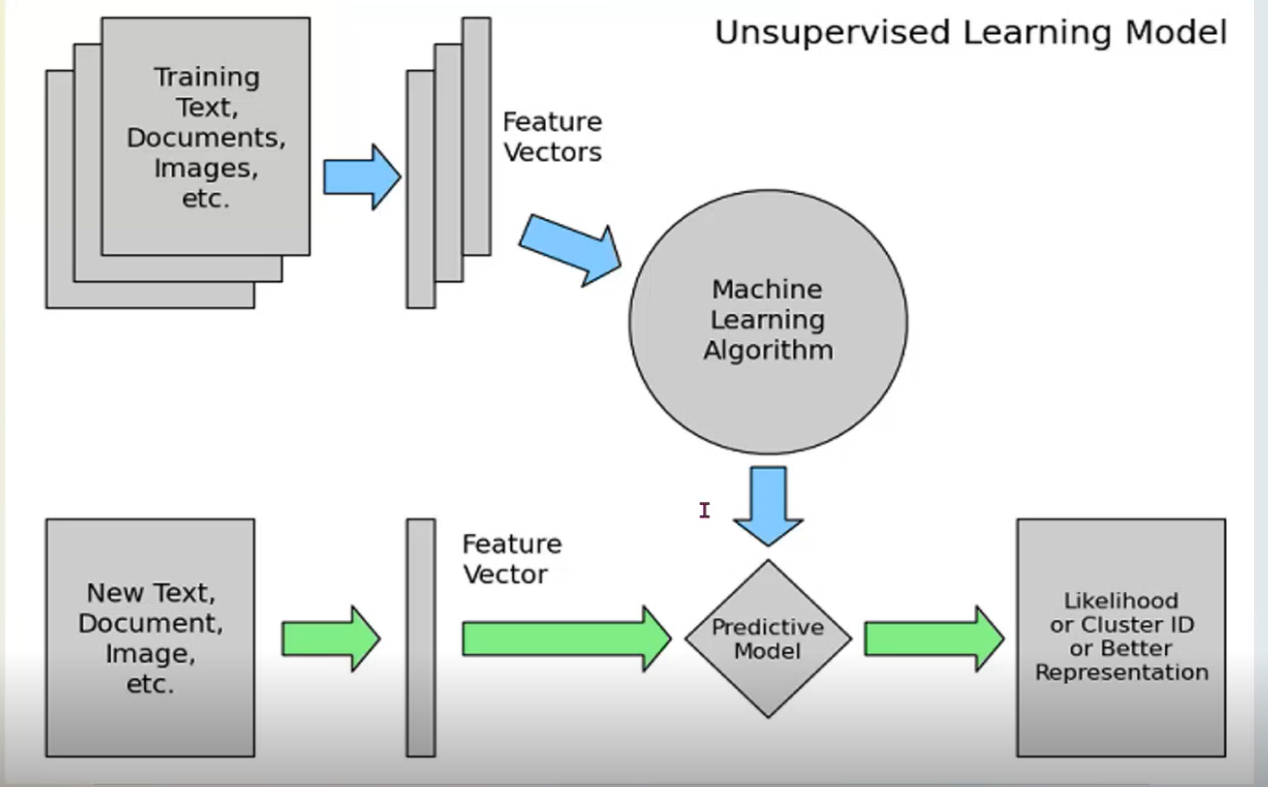 Unsupervised Learning Model
Training
Text,
Documents,
Images,
etc.
Feature
Vectors
Machine
Learning
Algorithm
New Text,
Document,
Image,
etc.
Feature
Vector
Predictive
Model
Likelihood
or Cluster ID
or Better
Representation